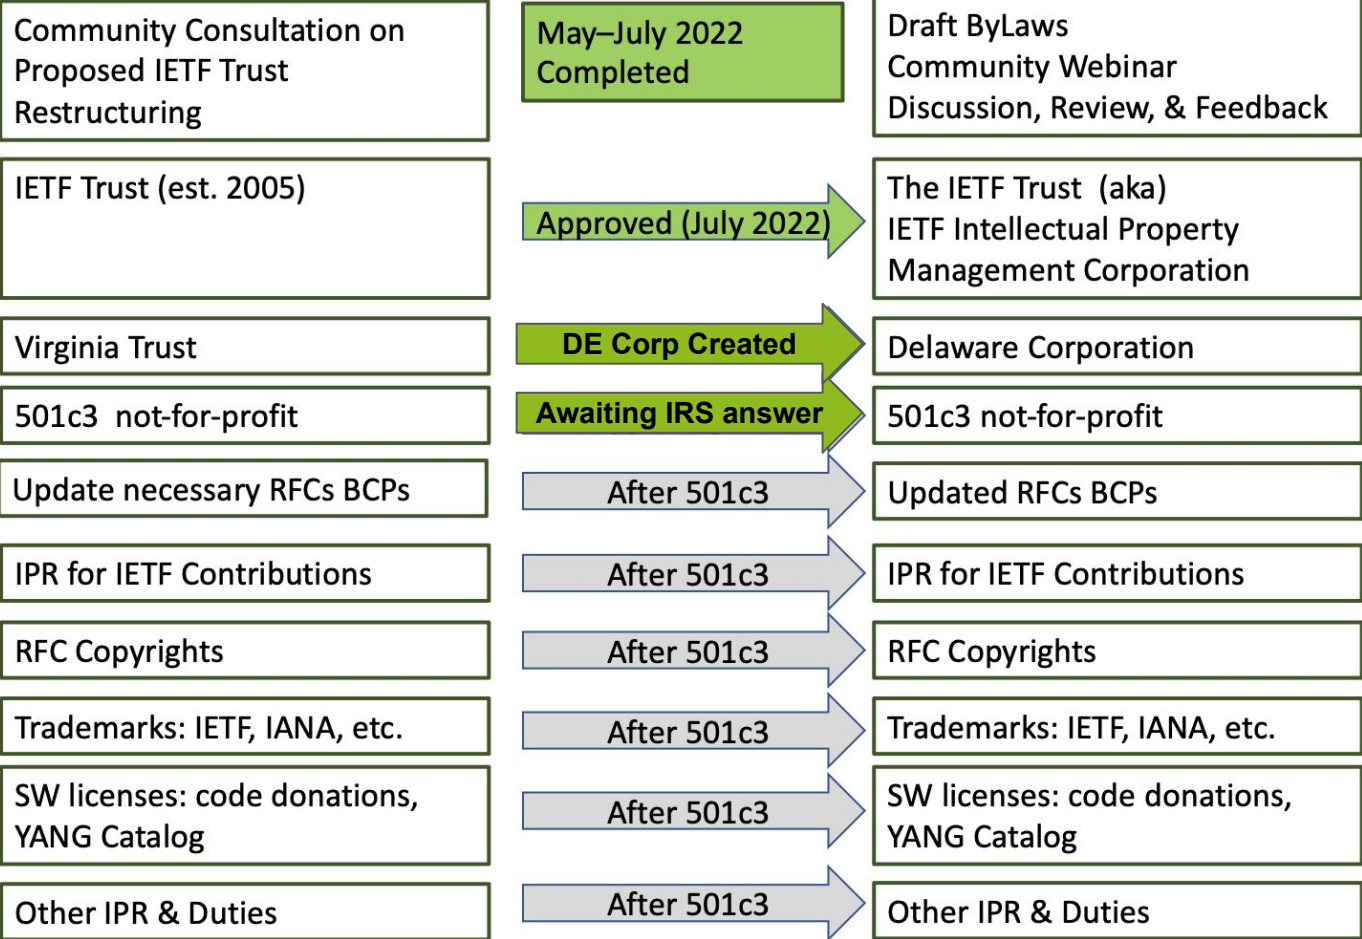 Community Consultation on
Proposed IETF Trust
Restructuring
May–July 2022
Completed
Draft ByLaws
Community Webinar
Discussion, Review, & Feedback
IETF Trust (est. 2005)
Approved (July 2022)
The IETF Trust (aka)
IETF Intellectual Property
Management Corporation
Virginia Trust
DE Corp Created
Delaware Corporation
501c3 not-for-profit
Awaiting IRS answer
501c3 not-for-profit
Update necessary RFCs BCPs
After 501c3
Updated RFCs BCPs
IPR for IETF Contributions
After 501c3
IPR for IETF Contributions
RFC Copyrights
After 501c3
RFC Copyrights
Trademarks: IETF, IANA, etc.
After 501c3
Trademarks: IETF, IANA, etc.
SW licenses: code donations,
YANG Catalog
After 501c3
SW licenses: code donations,
YANG Catalog
Other IPR & Duties
After 501c3
Other IPR & Duties